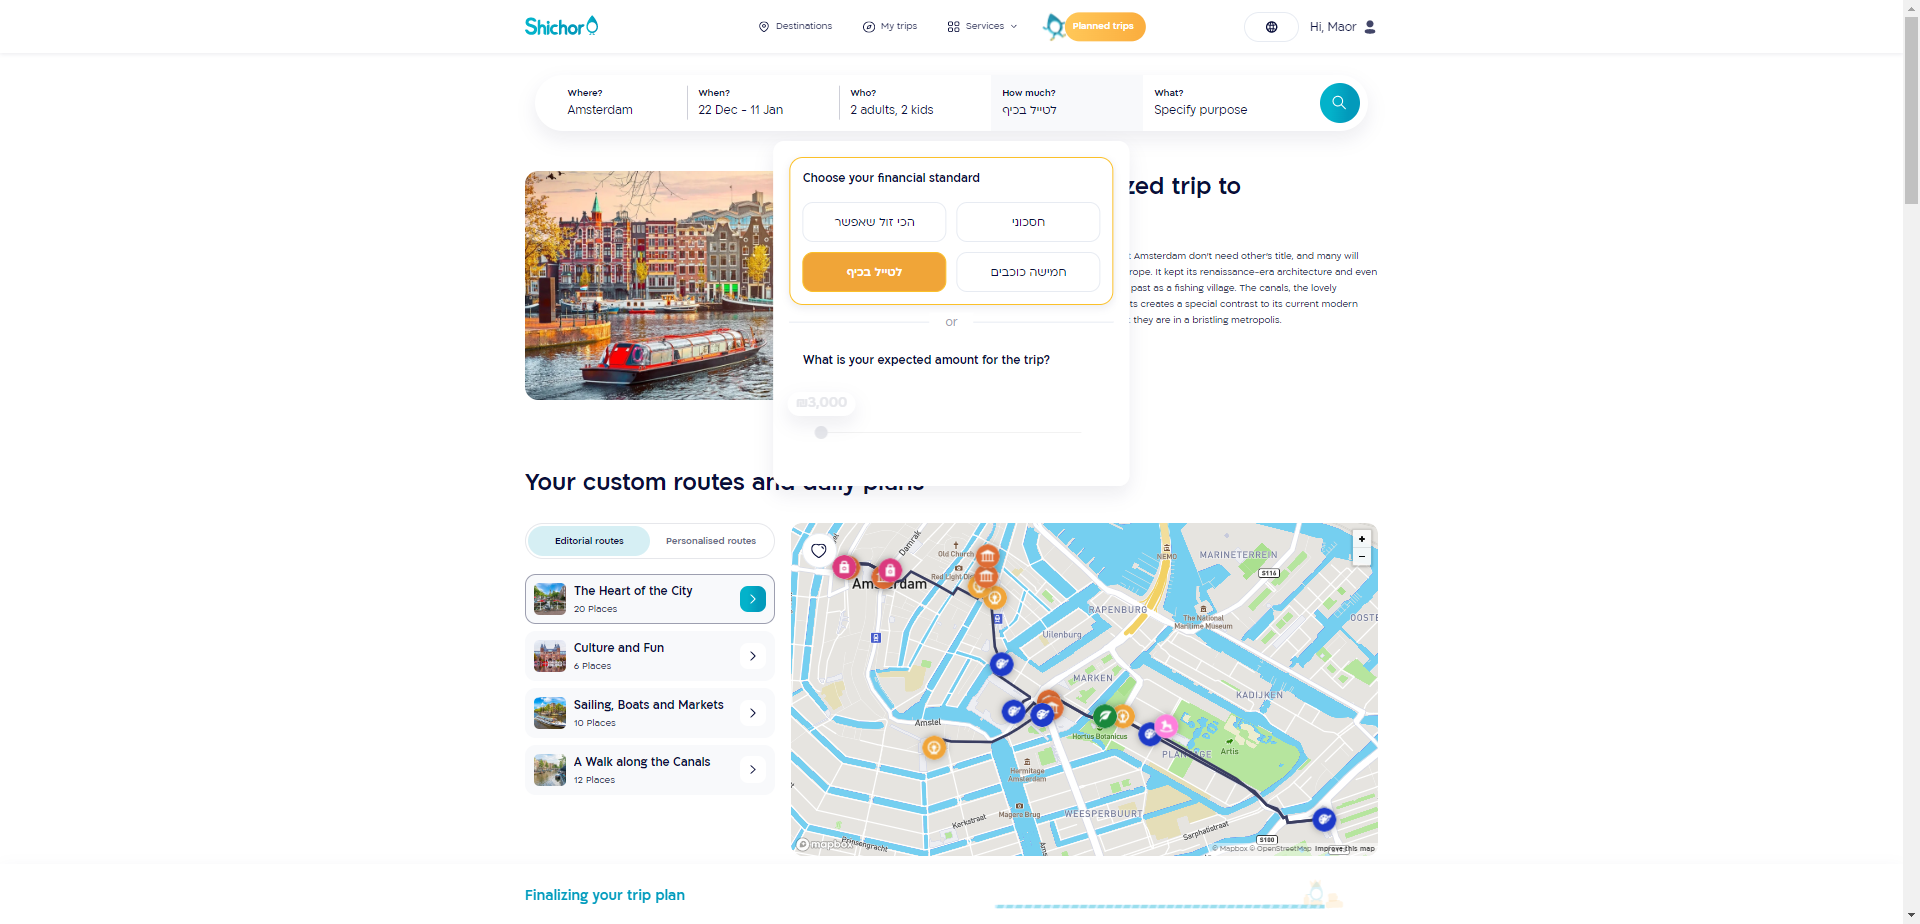 Shichor
Destinations
My trips
Services
Planned trips
Hi, Maor
Where?
Amsterdam
When?
22 Dec - 11 Jan
Who?
2 adults, 2 kids
How much?
לטייל בכיף
What?
Specify purpose
Choose your financial standard
הכי זול שאפשר
חסכוני
לטייל בכיף
חמישה כוכבים
or
What is your expected amount for the trip?
₪3,000
zed trip to
Amsterdam don't need other's title, and many will
rope. It kept its renaissance-era architecture and even
past as a fishing village. The canals, the lovely
ts creates a special contrast to its current modern
they are in a bristling metropolis.
Your custom routes and daily plans
Editorial routes
Personalised routes
The Heart of the City
20 Places
Culture and Fun
6 Places
Sailing, Boats and Markets
10 Places
A Walk along the Canals
12 Places
Damrak
Old Church
NEMO
MARINETERREIN
S116
+
−
Red Light Di
Amsterdam
RAPENBURG
The National
Maritime Museum
OOSTE
Uilenburg
MARKEN
KADIJKEN
Amstel
Hortus Botanicus
Artis
PLANTAGE
Hermitage
Amsterdam
Magere Brug
WEESPERBUURT
Kerkstraat
Sarphatistraat
Prinsengracht
Ams
S100
mapbox
© Mapbox © OpenStreetMap Improve this map
Finalizing your trip plan